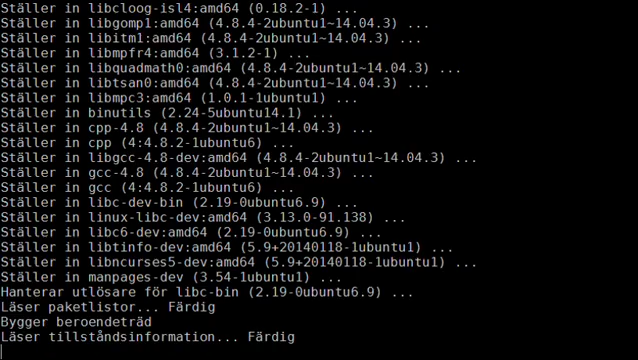 Ställer in libcloog-isl4:amd64 (0.18.2-1) ...
Ställer in libgomp1:amd64 (4.8.4-2ubuntu1~14.04.3) ...
Ställer in libitm1:amd64 (4.8.4-2ubuntu1~14.04.3) ...
Ställer in libmpfr4:amd64 (3.1.2-1) ...
Ställer in libquadmath0:amd64 (4.8.4-2ubuntu1~14.04.3) ...
Ställer in libtsan0:amd64 (4.8.4-2ubuntu1~14.04.3) ...
Ställer in libmpc3:amd64 (1.0.1-1ubuntu1) ...
Ställer in binutils (2.24-5ubuntu14.1) ...
Ställer in cpp-4.8 (4.8.4-2ubuntu1~14.04.3) ...
Ställer in cpp (4:4.8.2-1ubuntu6) ...
Ställer in libgcc-4.8-dev:amd64 (4.8.4-2ubuntu1~14.04.3) ...
Ställer in gcc-4.8 (4.8.4-2ubuntu1~14.04.3) ...
Ställer in gcc (4:4.8.2-1ubuntu6) ...
Ställer in libc-dev-bin (2.19-0ubuntu6.9) ...
Ställer in linux-libc-dev:amd64 (3.13.0-91.138) ...
Ställer in libc6-dev:amd64 (2.19-0ubuntu6.9) ...
Ställer in libtinfo-dev:amd64 (5.9+20140118-1ubuntu1) ...
Ställer in libncurses5-dev:amd64 (5.9+20140118-1ubuntu1) ...
Ställer in manpages-dev (3.54-1ubuntu1) ...
Hanterar utlösare för libc-bin (2.19-0ubuntu6.9) ...
Läser paketlistor... Färdig
Bygger beroendeträd
Läser tillståndsinformation... Färdig